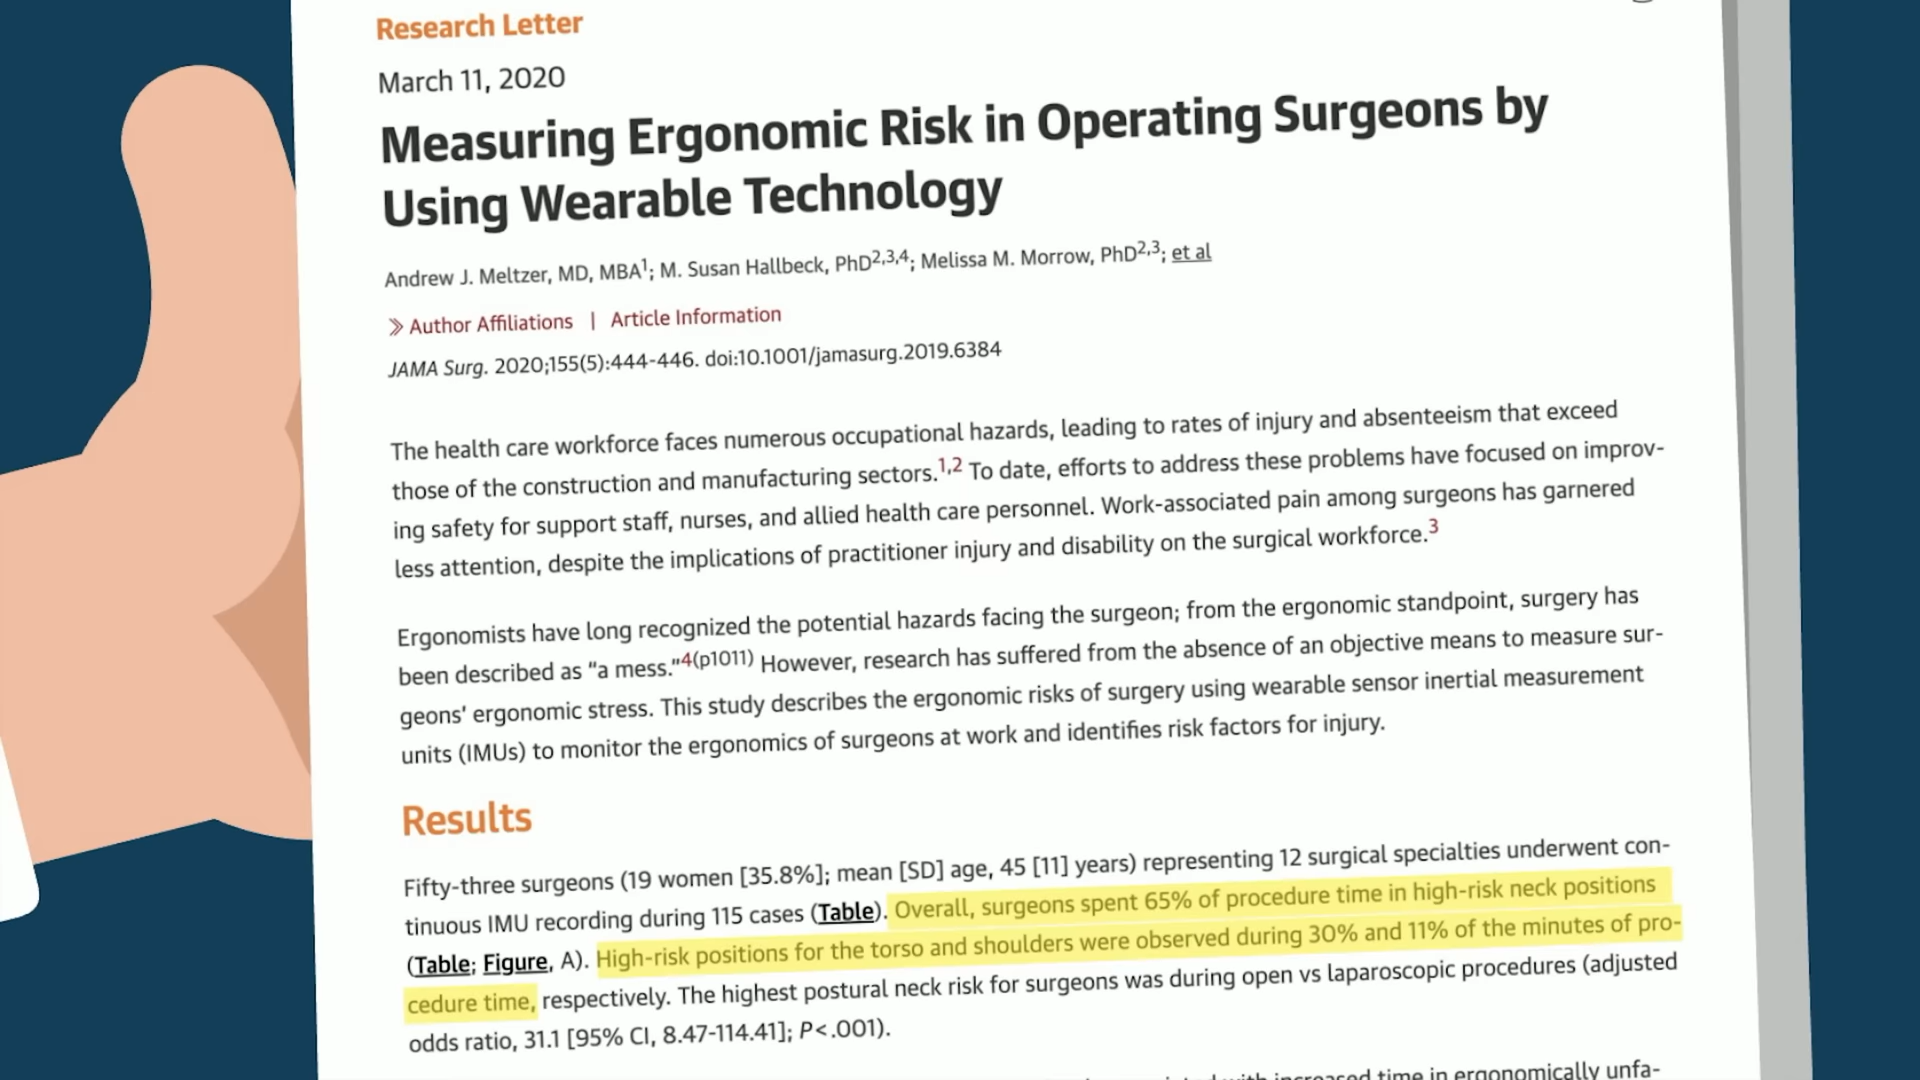 Research Letter
March 11, 2020
Measuring Ergonomic Risk in Operating Surgeons by
Using Wearable Technology
Andrew J. Meltzer, MD, MBA1; M. Susan Hallbeck, PhD2,3,4; Melissa M. Morrow, PhD2,3; et al
≫ Author Affiliations | Article Information
JAMA Surg. 2020;155(5):444-446. doi:10.1001/jamasurg.2019.6384
The health care workforce faces numerous occupational hazards, leading to rates of injury and absenteeism that exceed
those of the construction and manufacturing sectors.1,2 To date, efforts to address these problems have focused on improv-
ing safety for support staff, nurses, and allied health care personnel. Work-associated pain among surgeons has garnered
less attention, despite the implications of practitioner injury and disability on the surgical workforce.3
Ergonomists have long recognized the potential hazards facing the surgeon; from the ergonomic standpoint, surgery has
been described as “a mess.”4(p1011) However, research has suffered from the absence of an objective means to measure sur-
geons’ ergonomic stress. This study describes the ergonomic risks of surgery using wearable sensor inertial measurement
units (IMUs) to monitor the ergonomics of surgeons at work and identifies risk factors for injury.
Results
Fifty-three surgeons (19 women [35.8%]; mean [SD] age, 45 [11] years) representing 12 surgical specialties underwent con-
tinuous IMU recording during 115 cases (Table). Overall, surgeons spent 65% of procedure time in high-risk neck positions
(Table; Figure, A). High-risk positions for the torso and shoulders were observed during 30% and 11% of the minutes of pro-
cedure time, respectively. The highest postural neck risk for surgeons was during open vs laparoscopic procedures (adjusted
odds ratio, 31.1 [95% CI, 8.47-114.41]; P<.001).
with increased time in ergonomically unfa-